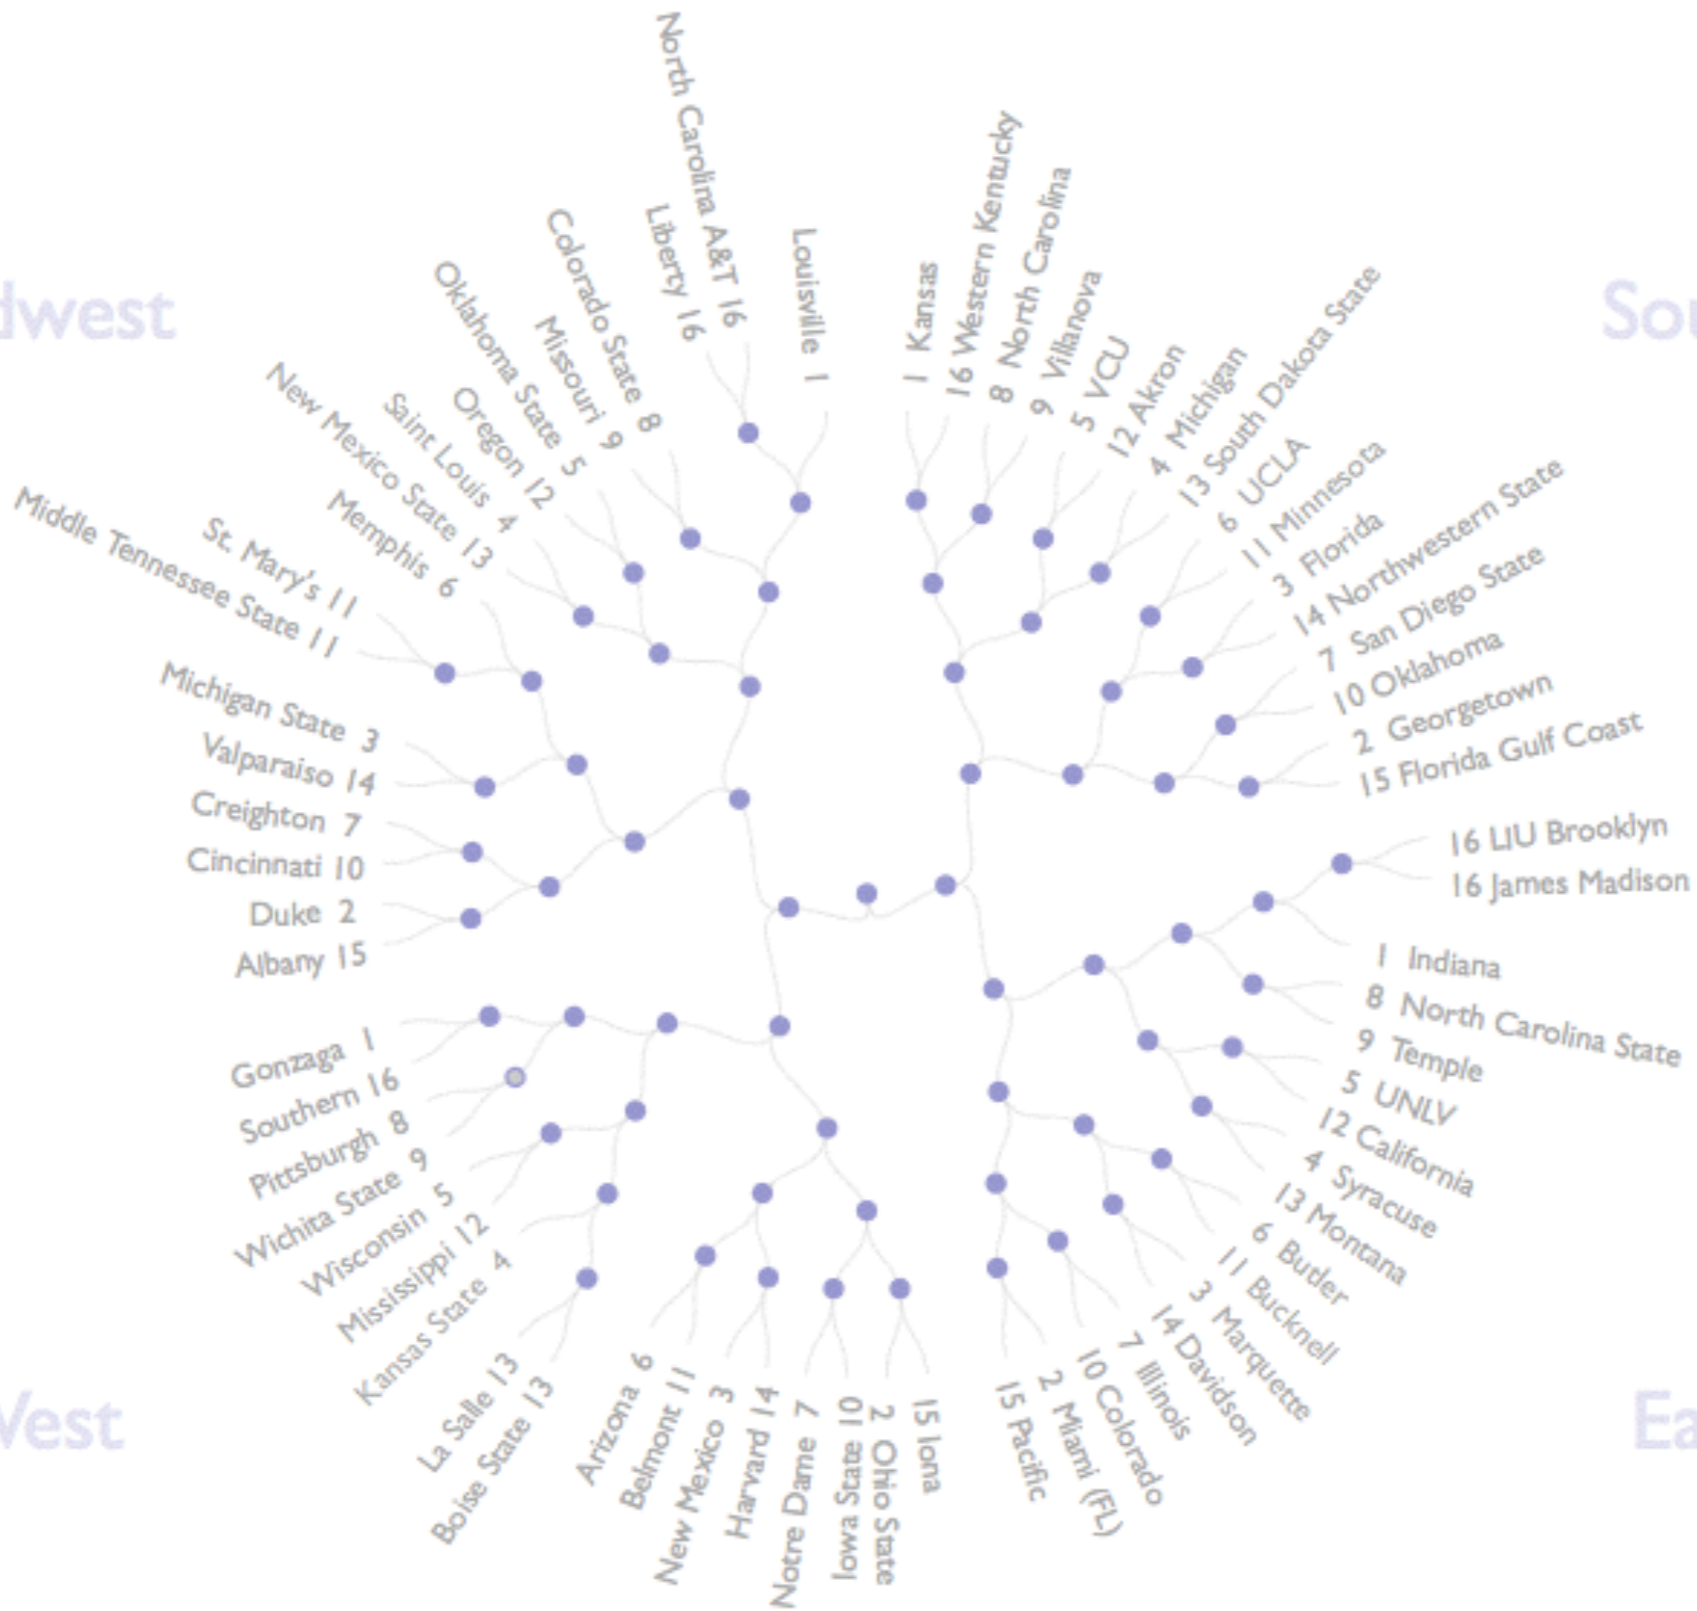 dwest
Sou
North Carolina A&T 16
Liberty 16
Louisville 1
1 Kansas
16 Western Kentucky
8 North Carolina
9 Villanova
5 VCU
12 Akron
4 Michigan
13 South Dakota State
6 UCLA
11 Minnesota
3 Florida
14 Northwestern State
7 San Diego State
10 Oklahoma
2 Georgetown
15 Florida Gulf Coast
16 LIU Brooklyn
16 James Madison
1 Indiana
8 North Carolina State
9 Temple
5 UNLV
12 California
4 Syracuse
13 Montana
6 Butler
11 Bucknell
3 Marquette
14 Davidson
7 Illinois
10 Colorado
2 Miami (FL)
15 Pacific
15 Iona
2 Ohio State
Iowa State 10
Notre Dame 7
Harvard 14
New Mexico 3
Belmont 11
Arizona 6
Boise State 13
La Salle 13
Kansas State 4
Mississippi 12
Wisconsin 5
Wichita State 9
Pittsburgh 8
Southern 16
Gonzaga 1
Albany 15
Duke 2
Cincinnati 10
Creighton 7
Valparaiso 14
Michigan State 3
Middle Tennessee State 11
St. Mary's 11
Memphis 6
New Mexico State 13
Saint Louis 4
Oregon 12
Oklahoma State 5
Missouri 9
Colorado State 8
West
Ea